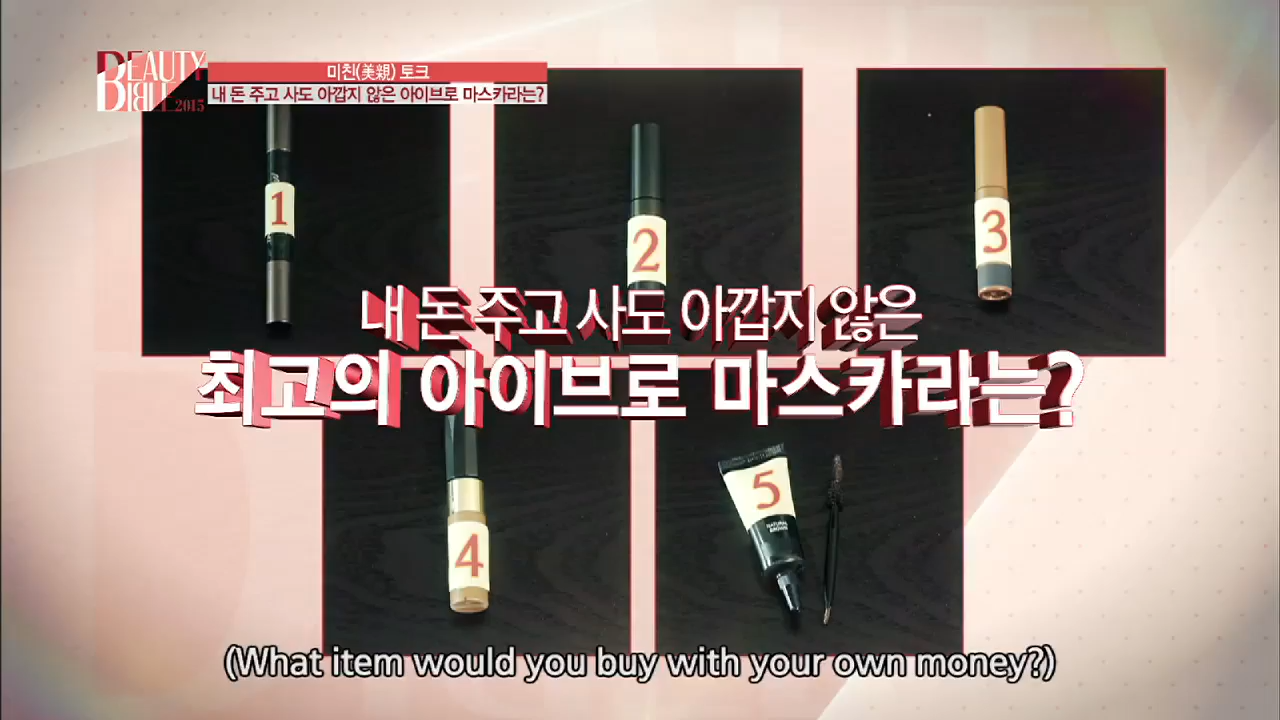 BEAUTY
BIBLE 2015
미친(美親) 토크
내 돈 주고 사도 아깝지 않은 아이브로 마스카라는?
1
2
3
내 돈 주고 사도 아깝지 않은
최고의 아이브로 마스카라는?
4
5
NATURAL
BROWN
(What item would you buy with your own money?)